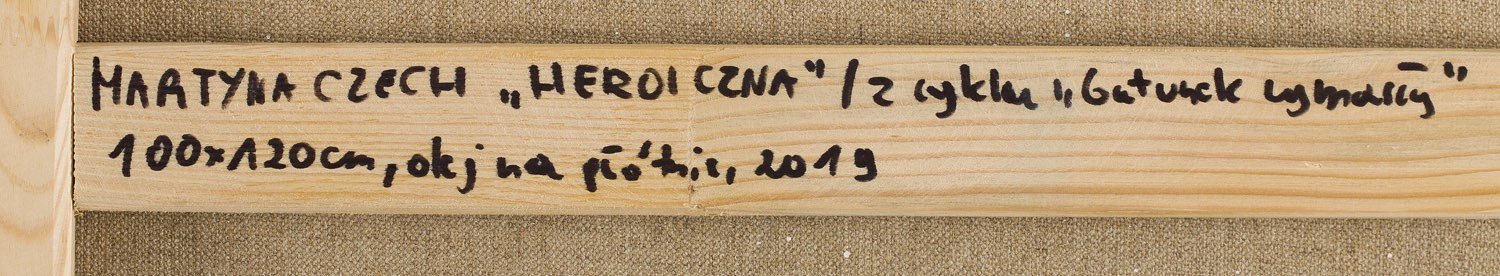 MARTYNA CZECH „HEROICZNA" / z cyklu „Gatunek wymarły"
100x120cm, olej na płótnie, 2019